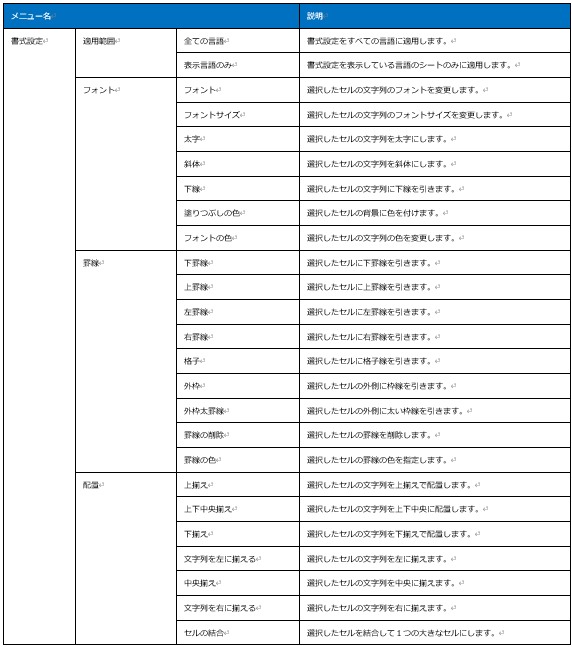 メニュー名 説明
書式設定 適用範囲 全ての言語 書式設定をすべての言語に適用します。
表示言語のみ 書式設定を表示している言語のシートのみに適用します。
フォント フォント 選択したセルの文字列のフォントを変更します。
フォントサイズ 選択したセルの文字列のフォントサイズを変更します。
太字 選択したセルの文字列を太字にします。
斜体 選択したセルの文字列を斜体にします。
下線 選択したセルの文字列に下線を引きます。
塗りつぶしの色 選択したセルの背景に色を付けます。
フォントの色 選択したセルの文字列の色を変更します。
罫線 下罫線 選択したセルに下罫線を引きます。
上罫線 選択したセルに上罫線を引きます。
左罫線 選択したセルに左罫線を引きます。
右罫線 選択したセルに右罫線を引きます。
格子 選択したセルに格子線を引きます。
外枠 選択したセルの外側に枠線を引きます。
外枠太罫線 選択したセルの外側に太い枠線を引きます。
罫線の削除 選択したセルの罫線を削除します。
罫線の色 選択したセルの罫線の色を指定します。
配置 上揃え 選択したセルの文字列を上揃えで配置します。
上下中央揃え 選択したセルの文字列を上下中央に配置します。
下揃え 選択したセルの文字列を下揃えで配置します。
文字列を左に揃える 選択したセルの文字列を左に揃えます。
中央揃え 選択したセルの文字列を中央に揃えます。
文字列を右に揃える 選択したセルの文字列を右に揃えます。
セルの結合 選択したセルを結合して１つの大きなセルにします。